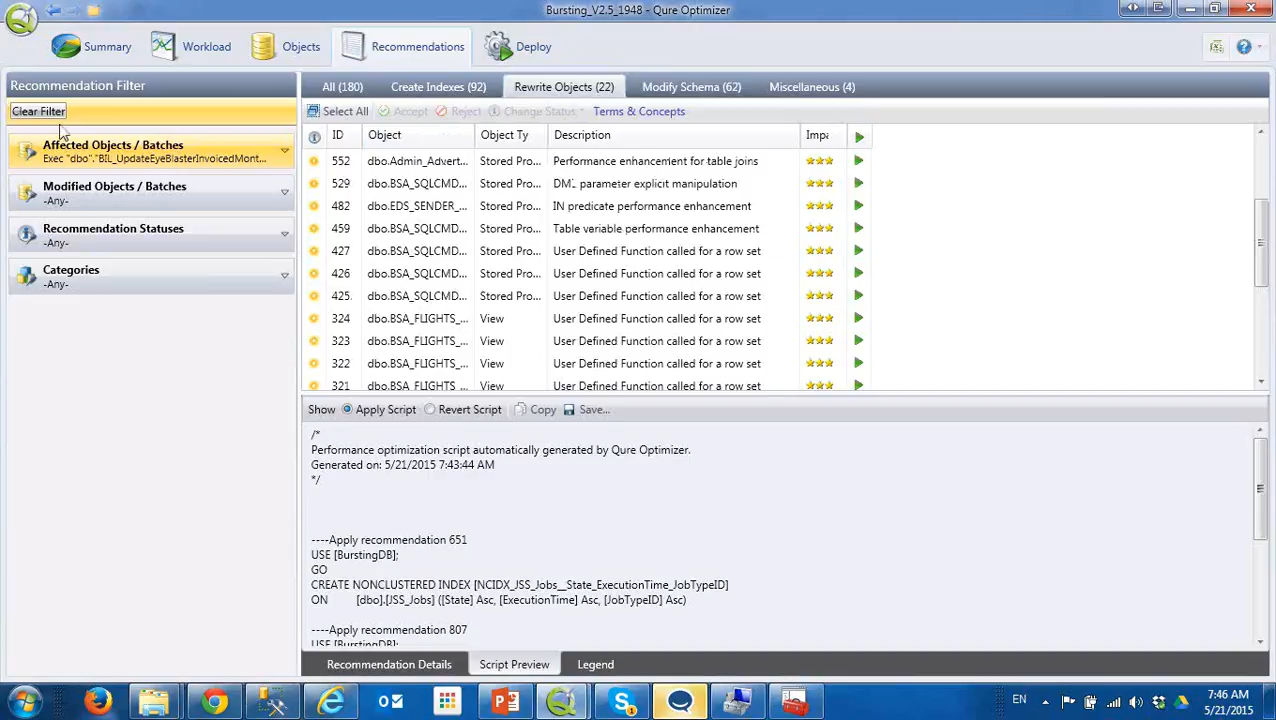 Bursting_V2.5_1948 - Qure Optimizer
Summary
Workload
Objects
Recommendations
Deploy
Recommendation Filter
Clear Filter
Affected Objects / Batches
Exec "dbo"."BIL_UpdateEyeBlasterInvoicedMont...
Modified Objects / Batches
-Any-
Recommendation Statuses
-Any-
Categories
-Any-
All (180) Create Indexes (92) Rewrite Objects (22) Modify Schema (62) Miscellaneous (4)
Select All Accept Reject Change Status Terms & Concepts
ID Object Object Ty Description Impa
552 dbo.Admin_Advert... Stored Pro... Performance enhancement for table joins
529 dbo.BSA_SQLCMD... Stored Pro... DML parameter explicit manipulation
482 dbo.EDS_SENDER_... Stored Pro... IN predicate performance enhancement
459 dbo.BSA_SQLCMD... Stored Pro... Table variable performance enhancement
427 dbo.BSA_SQLCMD... Stored Pro... User Defined Function called for a row set
426 dbo.BSA_SQLCMD... Stored Pro... User Defined Function called for a row set
425 dbo.BSA_SQLCMD... Stored Pro... User Defined Function called for a row set
324 dbo.BSA_FLIGHTS_... View User Defined Function called for a row set
323 dbo.BSA_FLIGHTS_... View User Defined Function called for a row set
322 dbo.BSA_FLIGHTS_... View User Defined Function called for a row set
321 dbo.BSA_FLIGHTS_... View User Defined Function called for a row set
Show Apply Script Revert Script Copy Save...
/*
Performance optimization script automatically generated by Qure Optimizer.
Generated on: 5/21/2015 7:43:44 AM
*/
----Apply recommendation 651
USE [BurstingDB];
GO
CREATE NONCLUSTERED INDEX [NCIDX_JSS_Jobs__State_ExecutionTime_JobTypeID]
ON [dbo].[JSS_Jobs] ([State] Asc, [ExecutionTime] Asc, [JobTypeID] Asc)
----Apply recommendation 807
USE [BurstingDB];
Recommendation Details Script Preview Legend
EN
7:46 AM
5/21/2015